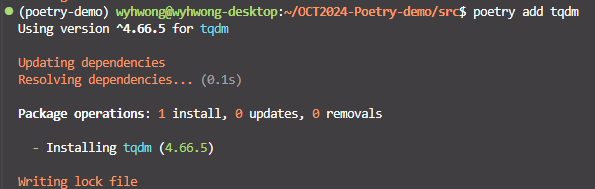 (poetry-demo) wyhwong@wyhwong-desktop:~/OCT2024-Poetry-demo/src$ poetry add tqdm
Using version ^4.66.5 for tqdm
Updating dependencies
Resolving dependencies... (0.1s)
Package operations: 1 install, 0 updates, 0 removals
- Installing tqdm (4.66.5)
Writing lock file